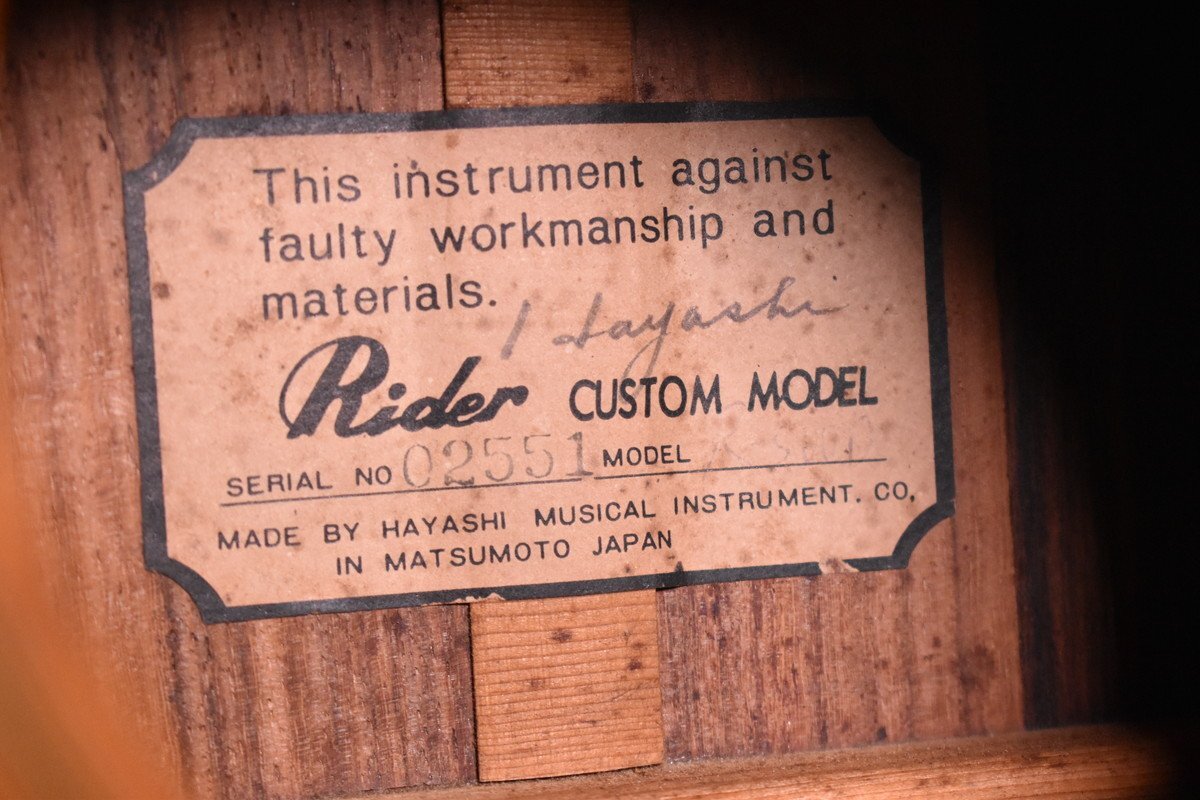 This instrument against
faulty workmanship and
materials.
Hayashi
Rider CUSTOM MODEL
SERIAL NO 02551 MODEL
MADE BY HAYASHI MUSICAL INSTRUMENT. CO,
IN MATSUMOTO JAPAN